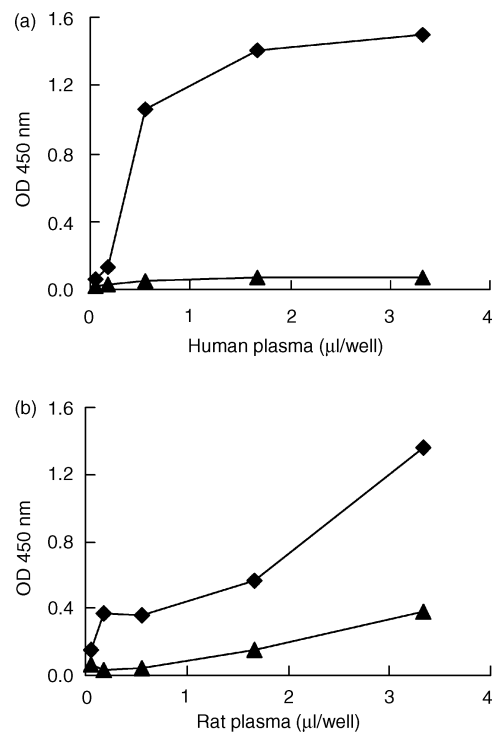 (a) 1.6
1.2
0.8
0.4
0.0
OD 450 nm
0 1 2 3 4
Human plasma (μl/well)
(b) 1.6
1.2
0.8
0.4
0.0
OD 450 nm
0 1 2 3 4
Rat plasma (μl/well)